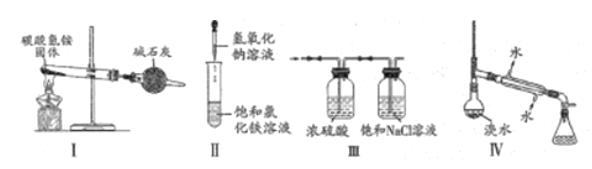 碳酸氢铵
固体
碱石灰
I
氢氧化
钠溶液
饱和氯
化铁溶液
II
浓硫酸
饱和NaCl溶液
III
水
水
淡水
IV